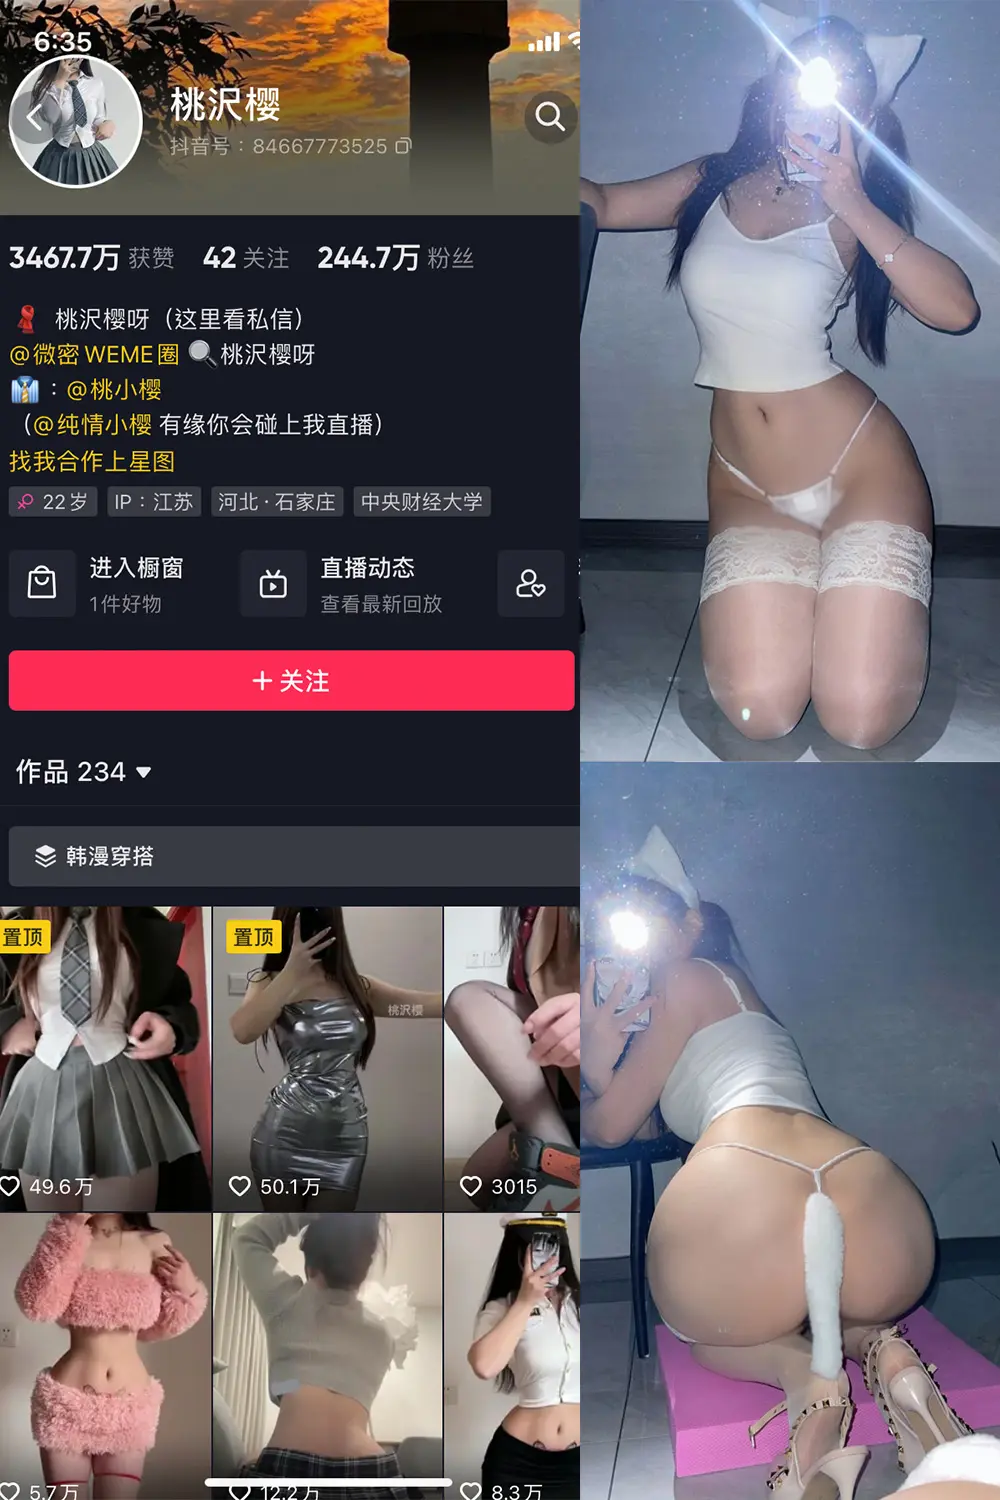 6:35
桃沢樱
抖音号：84667773525
3467.7万 获赞 42 关注 244.7万 粉丝
桃沢樱呀（这里看私信）
@微密WEME圈 桃沢樱呀
：@桃小樱
（@纯情小樱 有缘你会碰上我直播）
找我合作上星图
22岁 IP：江苏 河北·石家庄 中央财经大学
进入橱窗 直播动态
1件好物 查看最新回放
+ 关注
作品 234
韩漫穿搭
置顶 置顶
桃沢樱
49.6万 50.1万 3015
5.7万 12.2万 8.3万